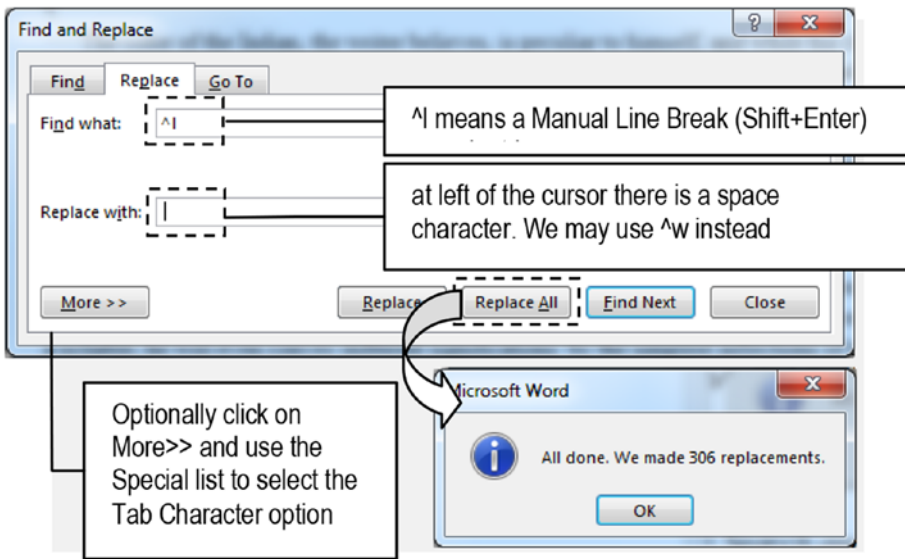 Find and Replace
Find Replace Go To
Find what: ^l
^l means a Manual Line Break (Shift+Enter)
at left of the cursor there is a space
character. We may use ^w instead
Replace with:
More >> Replace Replace All Find Next Close
Optionally click on
More>> and use the
Special list to select the
Tab Character option
Microsoft Word
All done. We made 306 replacements.
OK